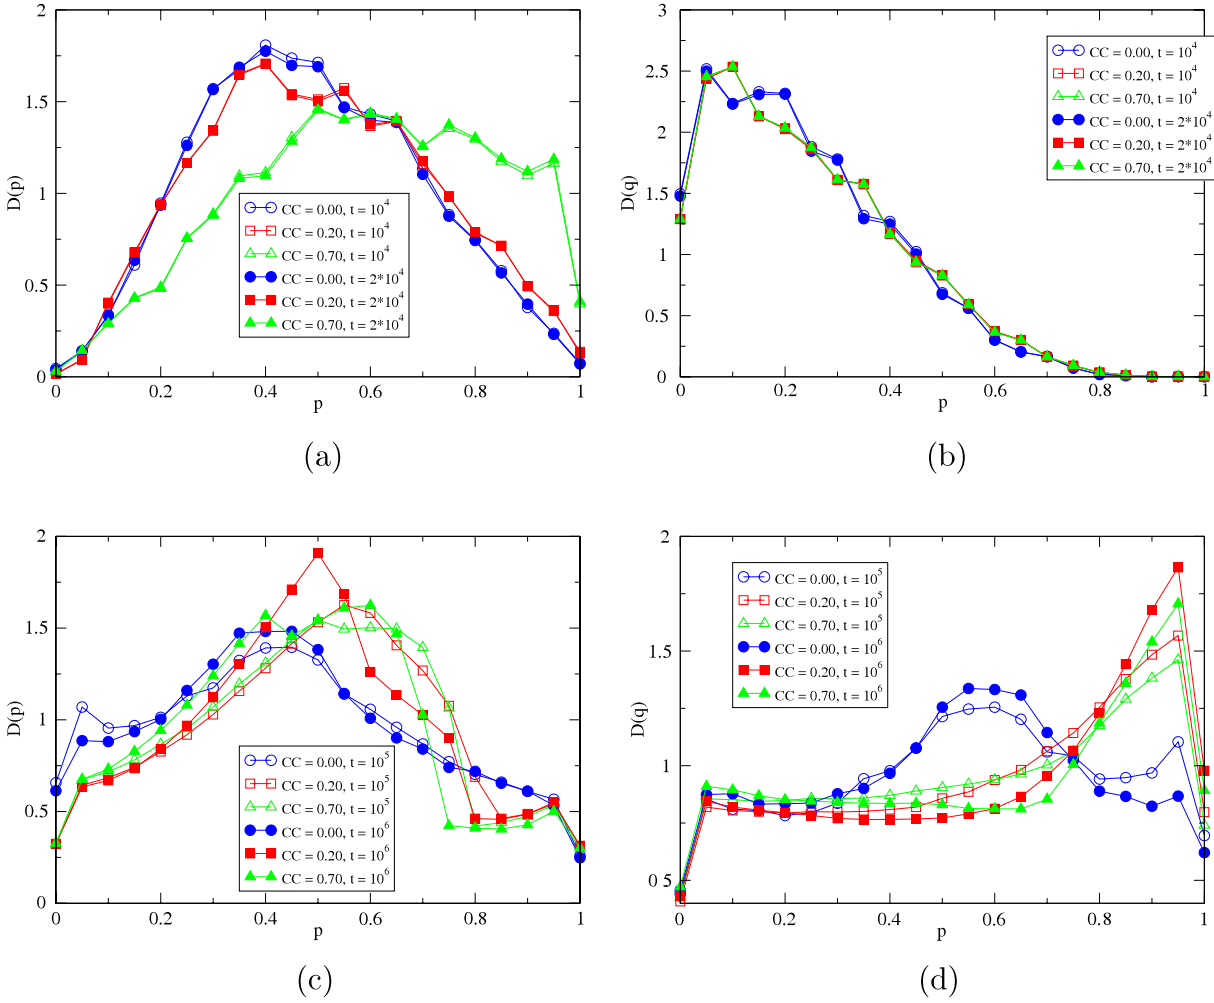 2
1.5
1
0.5
0
D(p)
0
0.2
0.4
0.6
0.8
1
p
CC = 0.00, t = 10^4
CC = 0.20, t = 10^4
CC = 0.70, t = 10^4
CC = 0.00, t = 2*10^4
CC = 0.20, t = 2*10^4
CC = 0.70, t = 2*10^4
(a)
3
2.5
2
1.5
1
0.5
0
D(q)
0
0.2
0.4
0.6
0.8
1
p
CC = 0.00, t = 10^4
CC = 0.20, t = 10^4
CC = 0.70, t = 10^4
CC = 0.00, t = 2*10^4
CC = 0.20, t = 2*10^4
CC = 0.70, t = 2*10^4
(b)
2
1.5
1
0.5
0
D(p)
0
0.2
0.4
0.6
0.8
1
p
CC = 0.00, t = 10^5
CC = 0.20, t = 10^5
CC = 0.70, t = 10^5
CC = 0.00, t = 10^6
CC = 0.20, t = 10^6
CC = 0.70, t = 10^6
(c)
2
1.5
1
0 5
D(q)
0
0.2
0.4
0.6
0.8
1
p
CC = 0.00, t = 10^5
CC = 0.20, t = 10^5
CC = 0.70, t = 10^5
CC = 0.00, t = 10^6
CC = 0.20, t = 10^6
CC = 0.70, t = 10^6
(d)